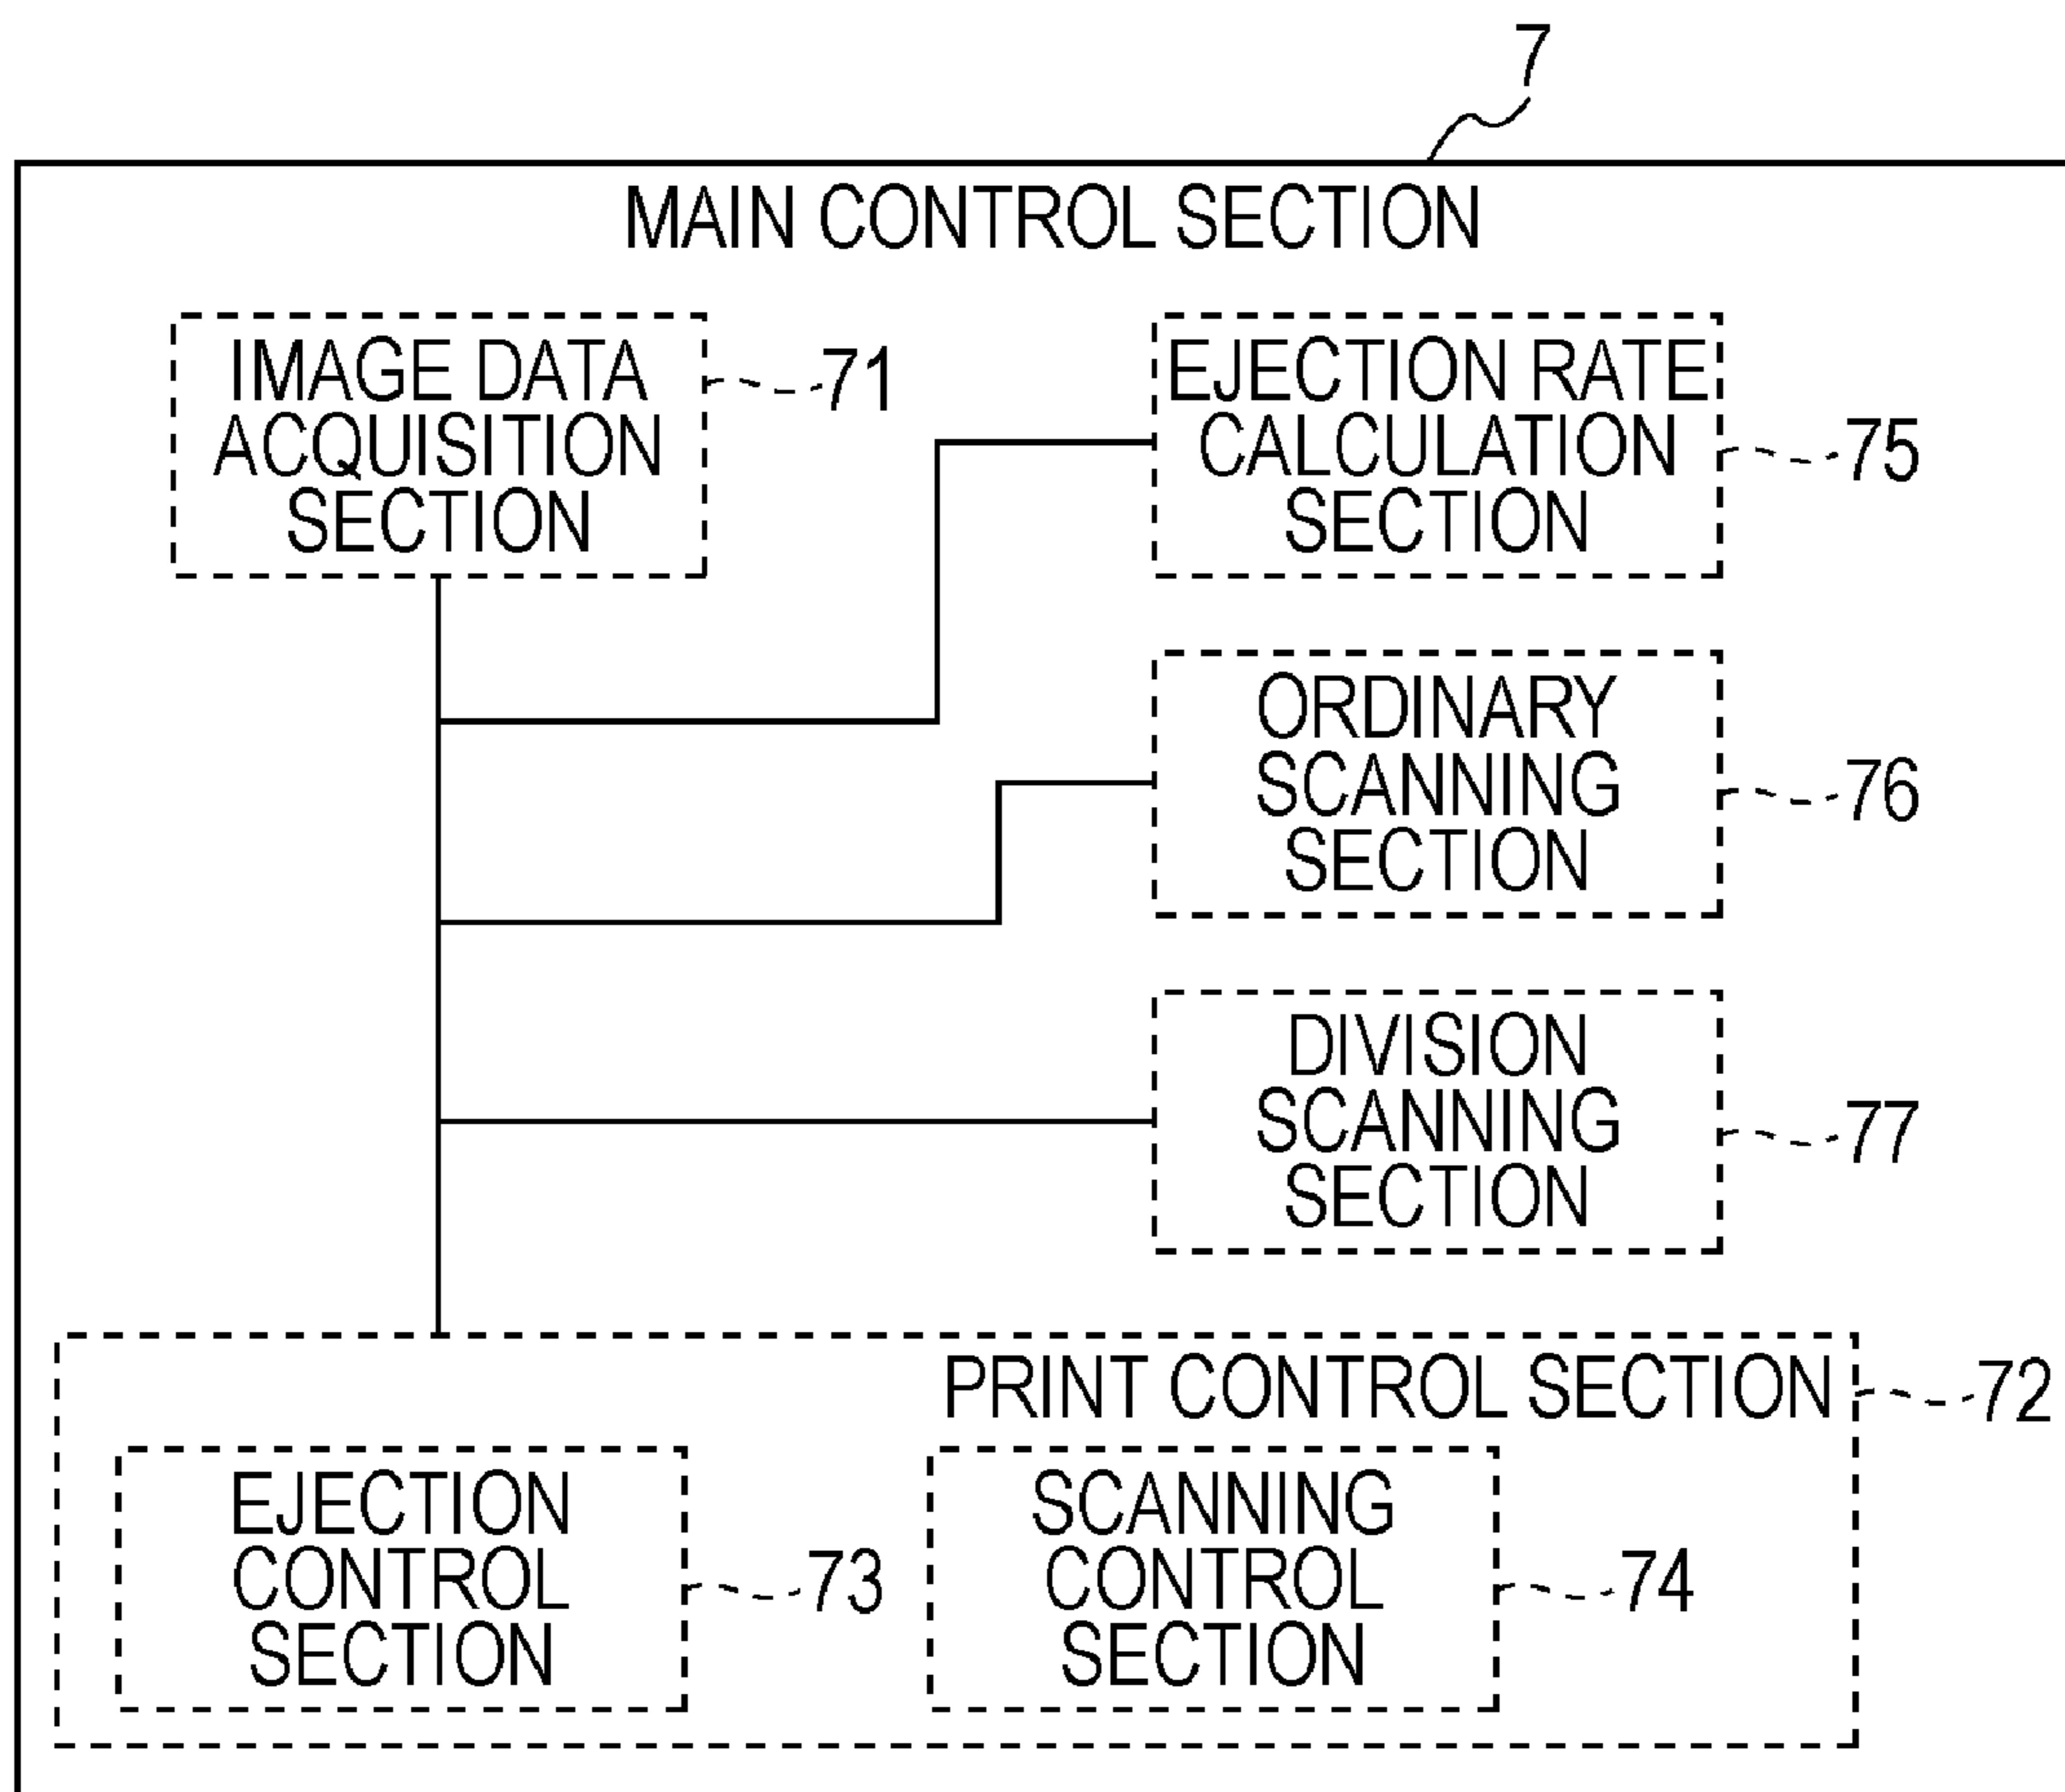 7
MAIN CONTROL SECTION
IMAGE DATA
ACQUISITION
SECTION
71
EJECTION RATE
CALCULATION
SECTION
75
ORDINARY
SCANNING
SECTION
76
DIVISION
SCANNING
SECTION
77
PRINT CONTROL SECTION
72
EJECTION
CONTROL
SECTION
73
SCANNING
CONTROL
SECTION
74